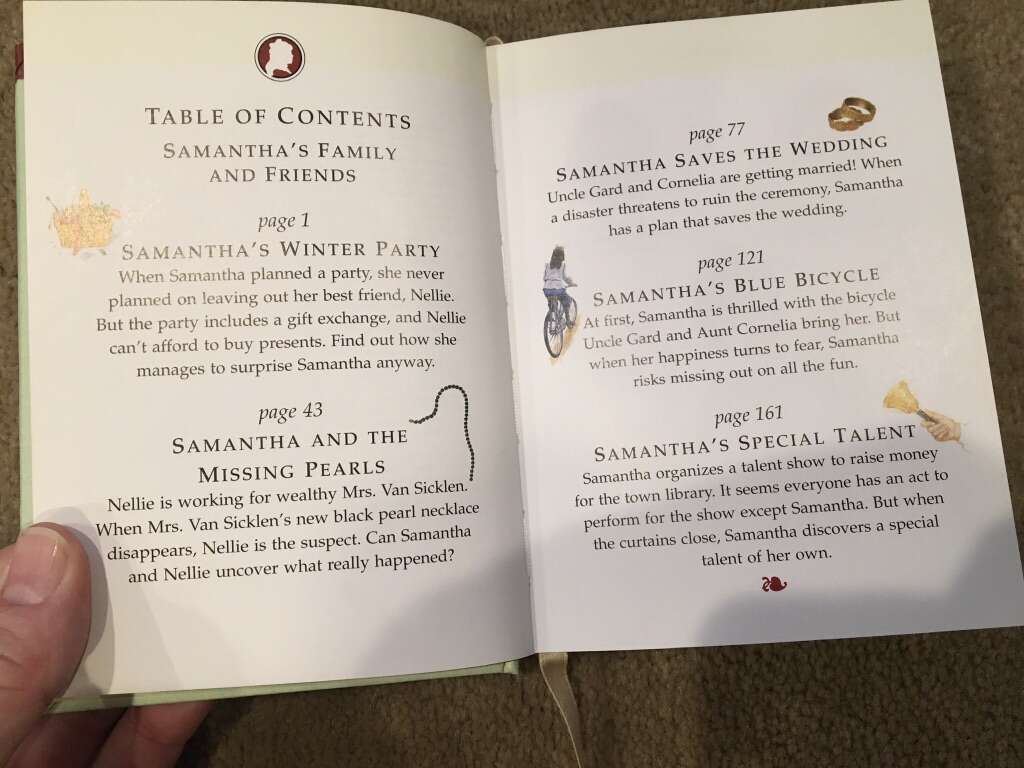 TABLE OF CONTENTS
SAMANTHA'S FAMILY
AND FRIENDS
page 1
SAMANTHA'S WINTER PARTY
When Samantha planned a party, she never
planned on leaving out her best friend, Nellie.
But the party includes a gift exchange, and Nellie
can't afford to buy presents. Find out how she
manages to surprise Samantha anyway.
page 43
SAMANTHA AND THE
MISSING PEARLS
Nellie is working for wealthy Mrs. Van Sicklen.
When Mrs. Van Sicklen's new black pearl necklace
disappears, Nellie is the suspect. Can Samantha
and Nellie uncover what really happened?
page 77
SAMANTHA SAVES THE WEDDING
Uncle Gard and Cornelia are getting married! When
a disaster threatens to ruin the ceremony, Samantha
has a plan that saves the wedding.
page 121
SAMANTHA'S BLUE BICYCLE
At first, Samantha is thrilled with the bicycle
Uncle Gard and Aunt Cornelia bring her. But
when her happiness turns to fear, Samantha
risks missing out on all the fun.
page 161
SAMANTHA'S SPECIAL TALENT
Samantha organizes a talent show to raise money
for the town library. It seems everyone has an act to
perform for the show except Samantha. But when
the curtains close, Samantha discovers a special
talent of her own.